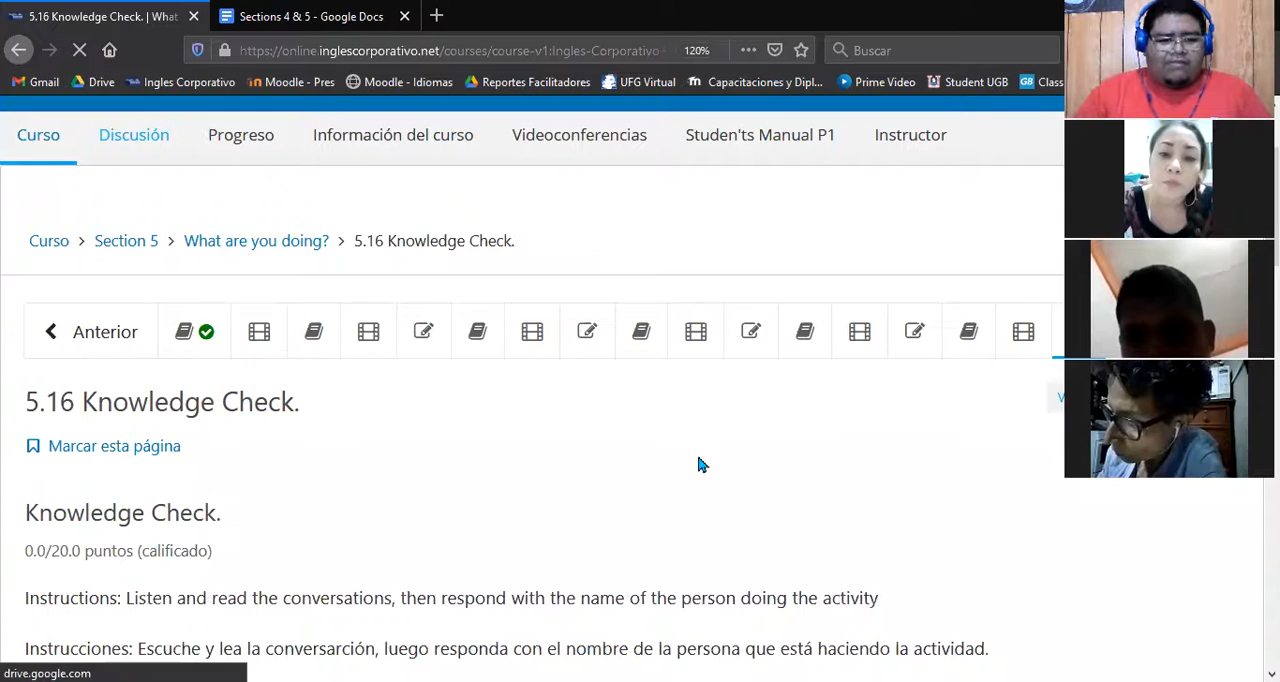 5.16 Knowledge Check. | What
Sections 4 & 5 - Google Docs
https://online.inglescorporativo.net/courses/course-v1:Ingles-Corporativo
120%
Buscar
Gmail
Drive
Ingles Corporativo
Moodle - Pres
Moodle - Idiomas
Reportes Facilitadores
UFG Virtual
Capacitaciones y Dipl...
Prime Video
Student UGB
GB Class
Curso
Discusión
Progreso
Información del curso
Videoconferencias
Studen'ts Manual P1
Instructor
Curso > Section 5 > What are you doing? > 5.16 Knowledge Check.
Anterior
5.16 Knowledge Check.
V
Marcar esta página
Knowledge Check.
0.0/20.0 puntos (calificado)
Instructions: Listen and read the conversations, then respond with the name of the person doing the activity
Instrucciones: Escuche y lea la conversarción, luego responda con el nombre de la persona que está haciendo la actividad.
drive.google.com